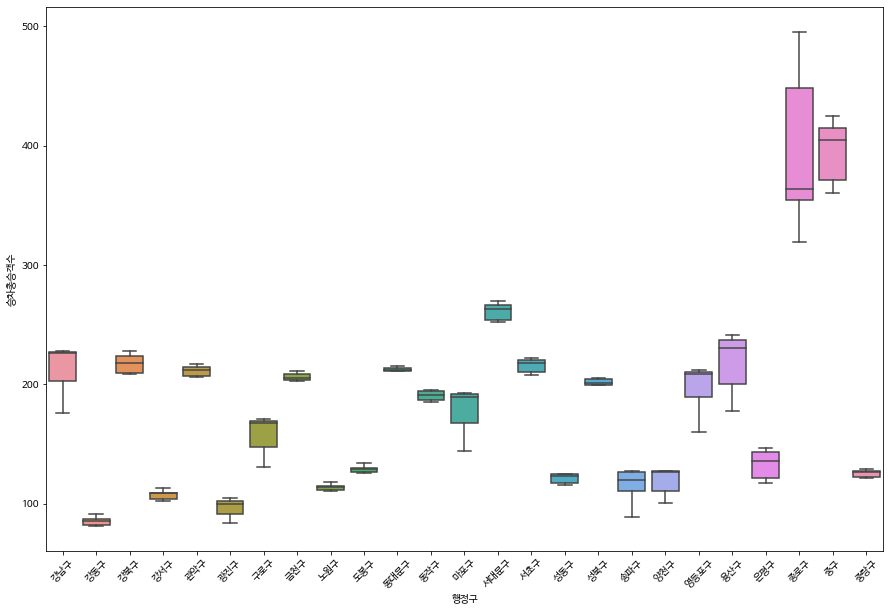 500
400
300
200
100
승차총승객수
강남구
강동구
강북구
강서구
관악구
광진구
구로구
금천구
노원구
도봉구
동대문구
동작구
마포구
서대문구
서초구
성동구
성북구
송파구
양천구
영등포구
용산구
은평구
종로구
중구
중랑구
행정구